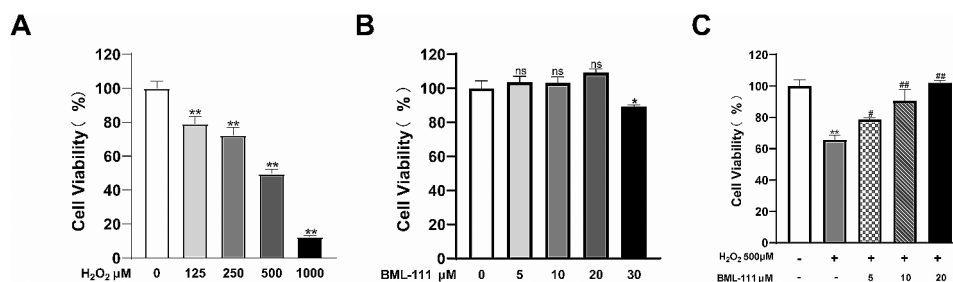 A
Cell Viability（ %）
120
100
80
60
40
20
0
** ** ** **
H₂O₂ μM 0 125 250 500 1000
B
Cell Viability（ %）
120
100
80
60
40
20
0
ns ns ns *
BML-111 μM 0 5 10 20 30
C
Cell Viability（ %）
120
100
80
60
40
20
0
** # ## ##
H₂O₂ 500μM - + + + +
BML-111 μM - - 5 10 20